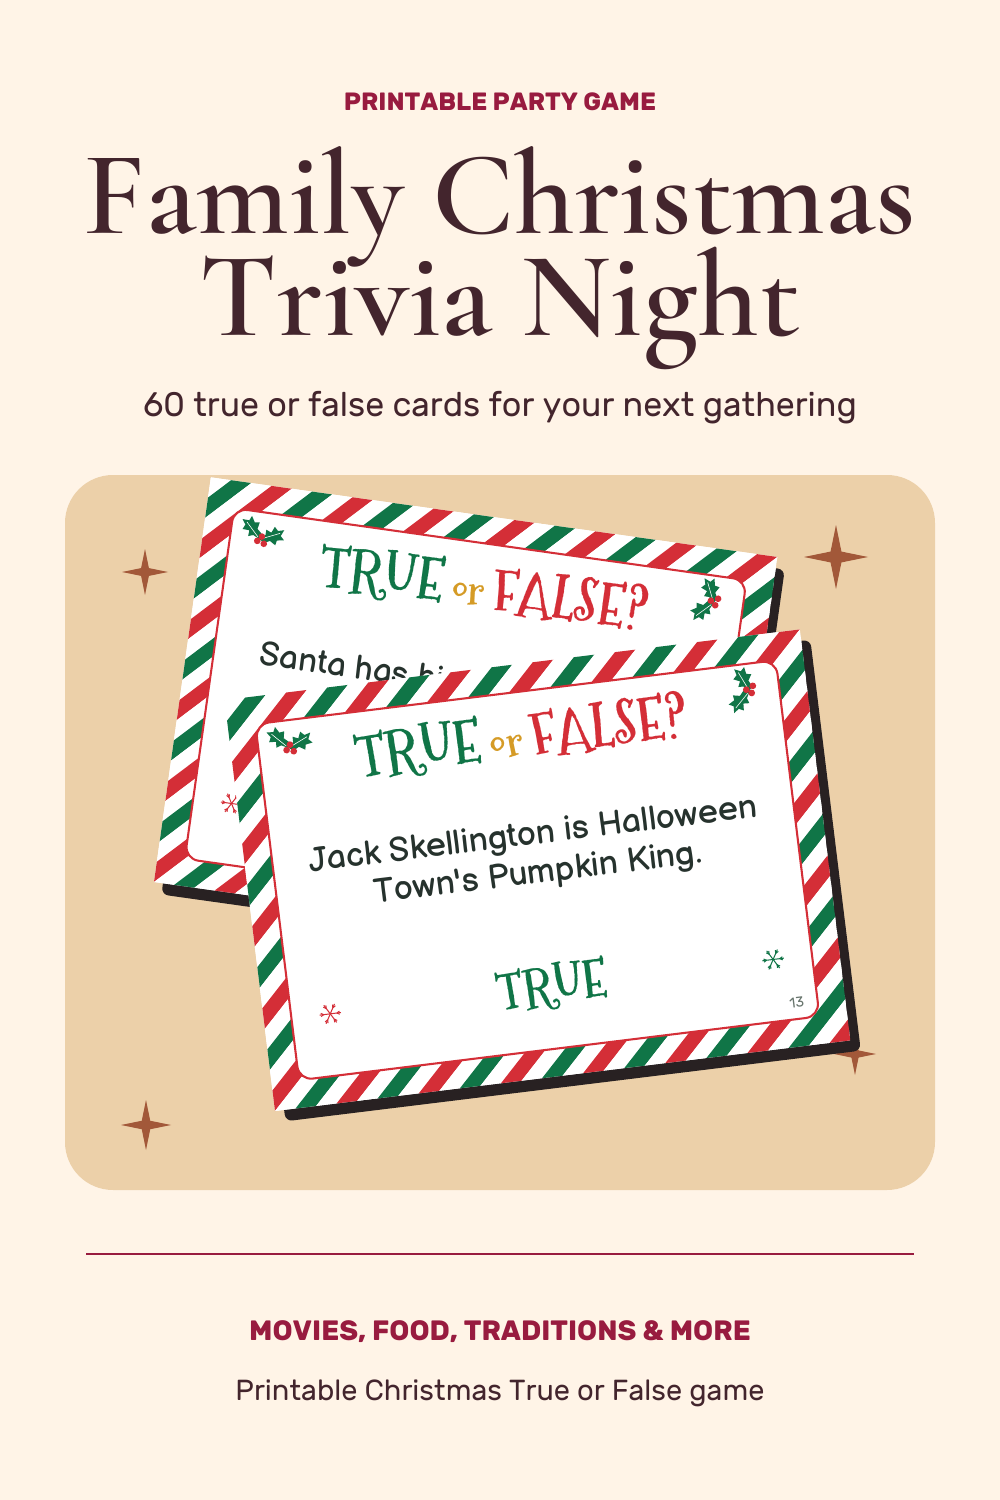 PRINTABLE PARTY GAME
Family Christmas
Trivia Night
60 true or false cards for your next gathering
TRUE or FALSE?
Santa has
TRUE or FALSE?
Jack Skellington is Halloween
Town's Pumpkin King.
TRUE
13
MOVIES, FOOD, TRADITIONS & MORE
Printable Christmas True or False game